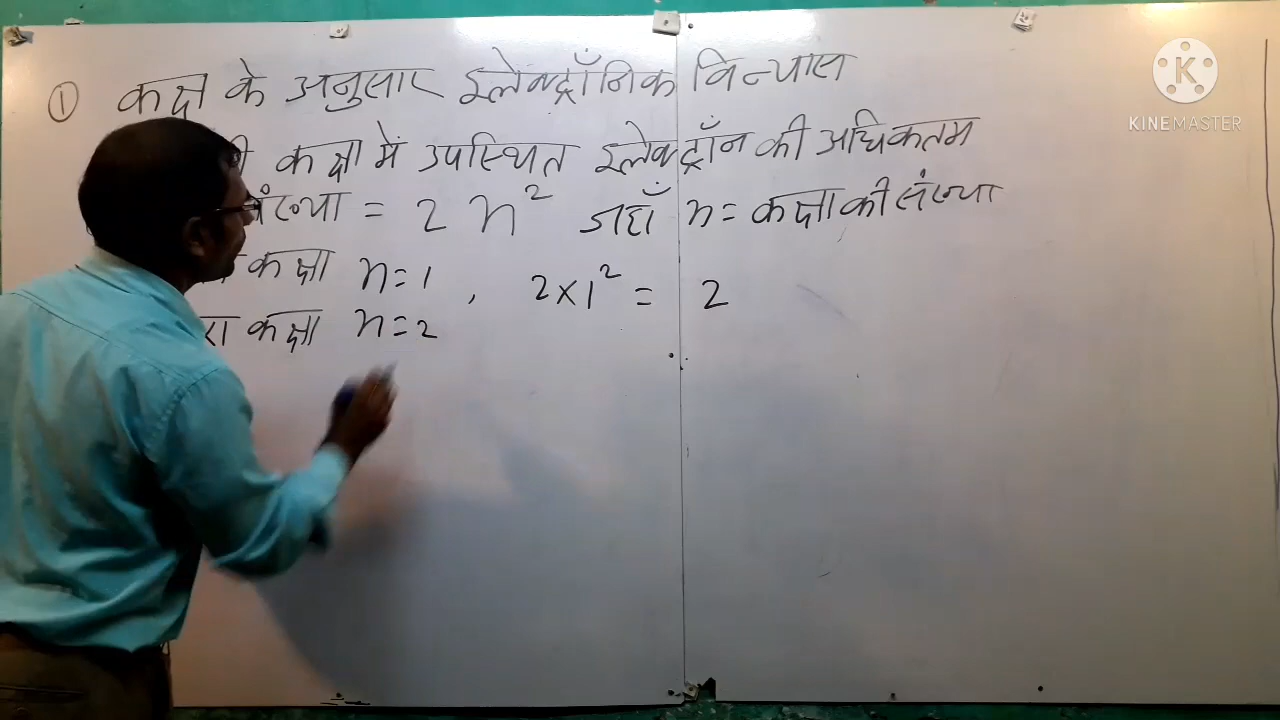 ① कक्ष के अनुसार इलेक्ट्रॉनिक विन्यास
कक्षा में उपस्थित इलेक्ट्रॉन की अधिकतम
संख्या = 2 n² जहाँ n = कक्षा की संख्या
कक्षा n = 1 , 2 × 1² = 2
कक्षा n = 2
K
KINEMASTER